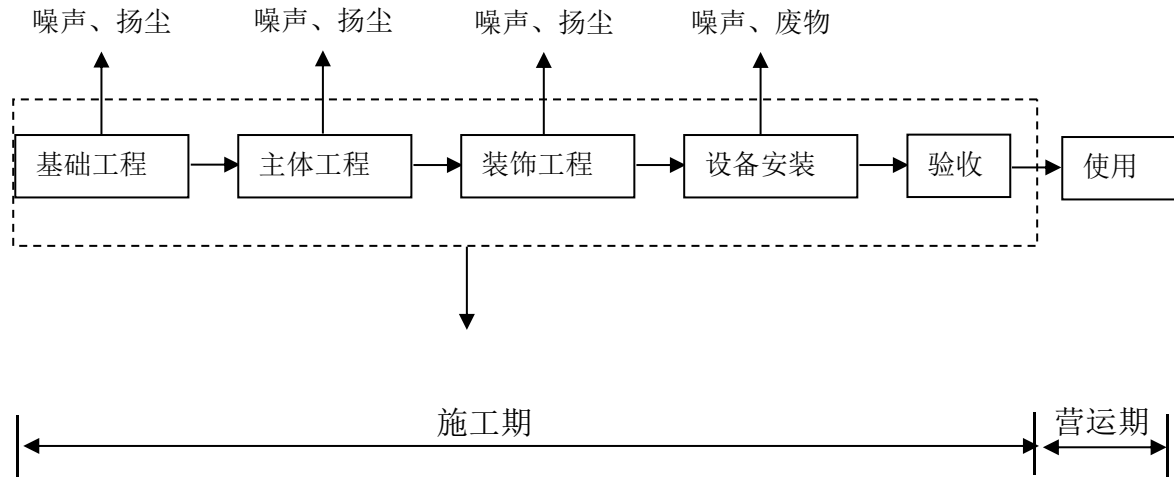 噪声、扬尘 噪声、扬尘 噪声、扬尘 噪声、废物
基础工程 主体工程 装饰工程 设备安装 验收 使用
施工期 营运期